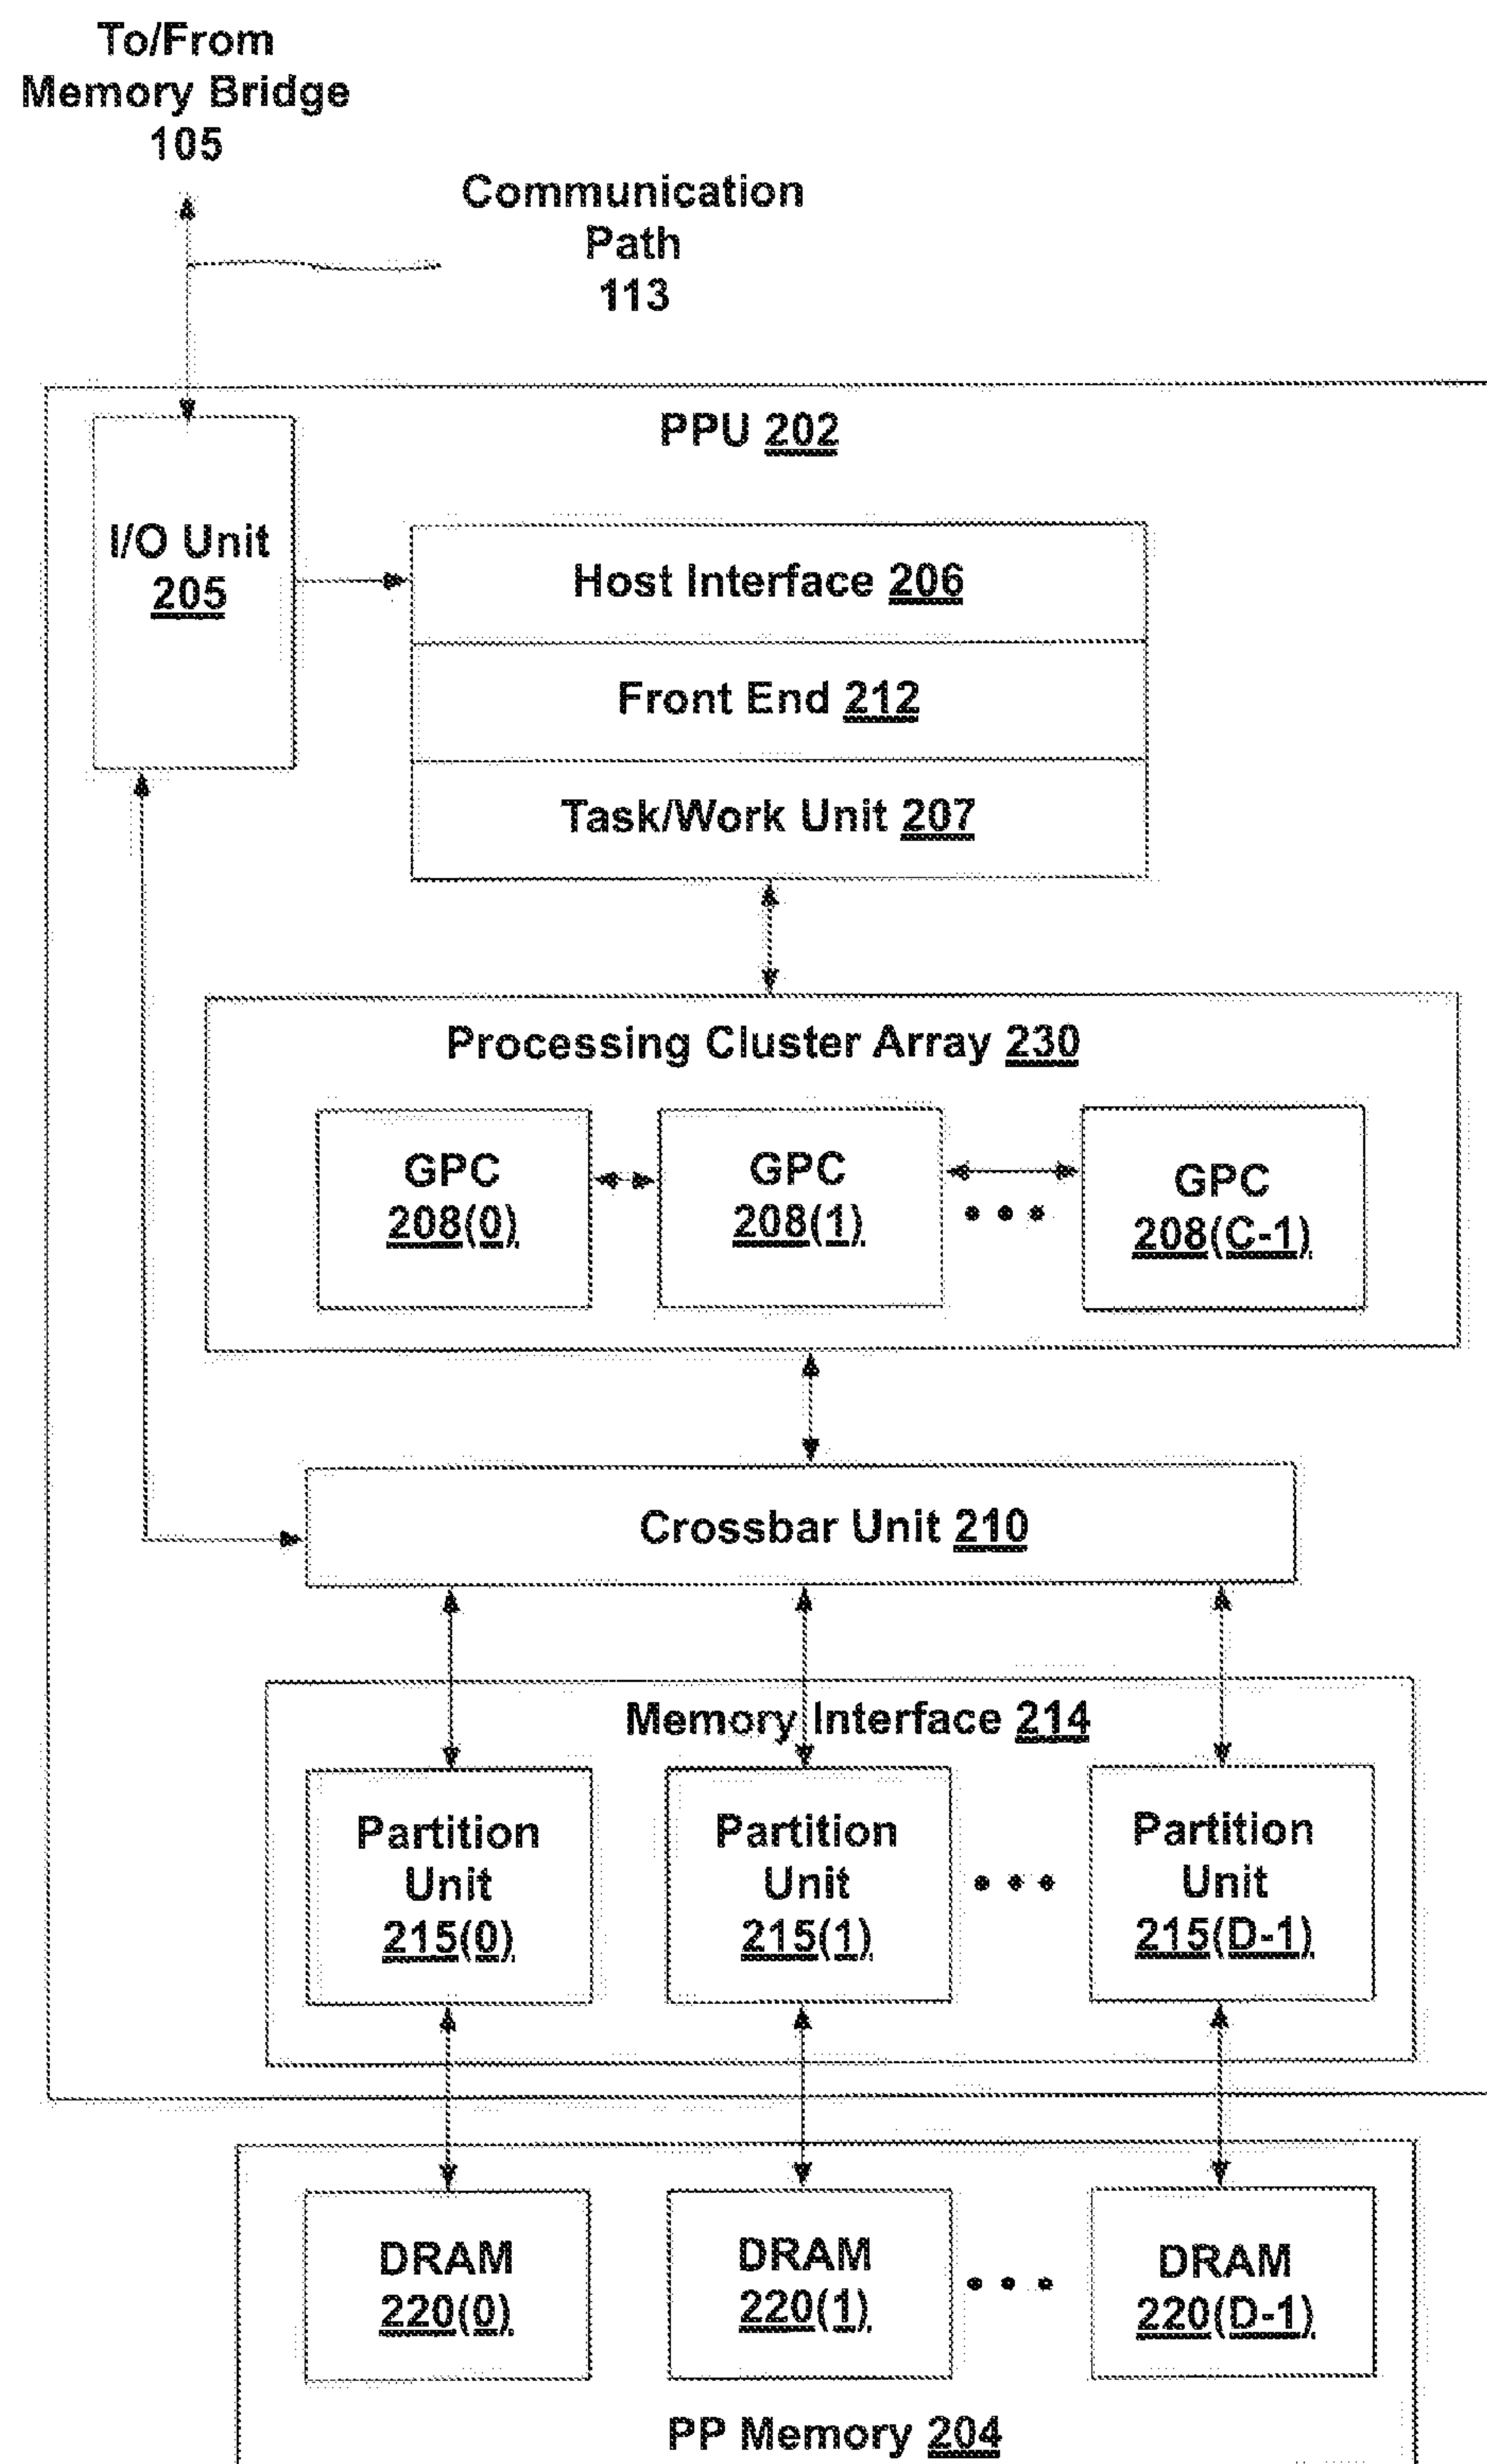 To/From
Memory Bridge
105
Communication
Path
113
PPU 202
I/O Unit
205
Host Interface 206
Front End 212
Task/Work Unit 207
Processing Cluster Array 230
GPC
208(0)
GPC
208(1)
GPC
208(C-1)
Crossbar Unit 210
Memory Interface 214
Partition
Unit
215(0)
Partition
Unit
215(1)
Partition
Unit
215(D-1)
DRAM
220(0)
DRAM
220(1)
DRAM
220(D-1)
PP Memory 204